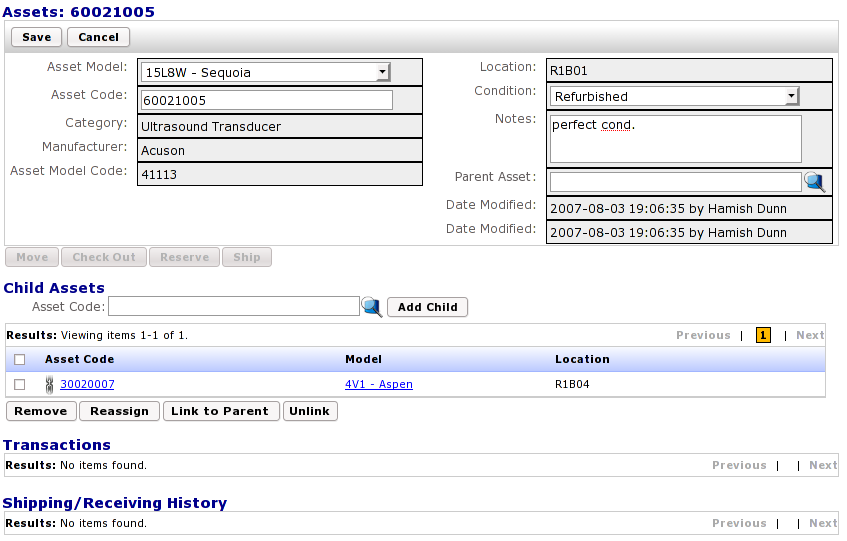 Assets: 60021005
Save Cancel
Asset Model: 15L8W - Sequoia
Asset Code: 60021005
Category: Ultrasound Transducer
Manufacturer: Acuson
Asset Model Code: 41113
Location: R1B01
Condition: Refurbished
Notes: perfect cond.
Parent Asset:
Date Modified: 2007-08-03 19:06:35 by Hamish Dunn
Date Modified: 2007-08-03 19:06:35 by Hamish Dunn
Move Check Out Reserve Ship
Child Assets
Asset Code: Add Child
Results: Viewing items 1-1 of 1. Previous | 1 | Next
Asset Code Model Location
30020007 4V1 - Aspen R1B04
Remove Reassign Link to Parent Unlink
Transactions
Results: No items found. Previous | | Next
Shipping/Receiving History
Results: No items found. Previous | | Next